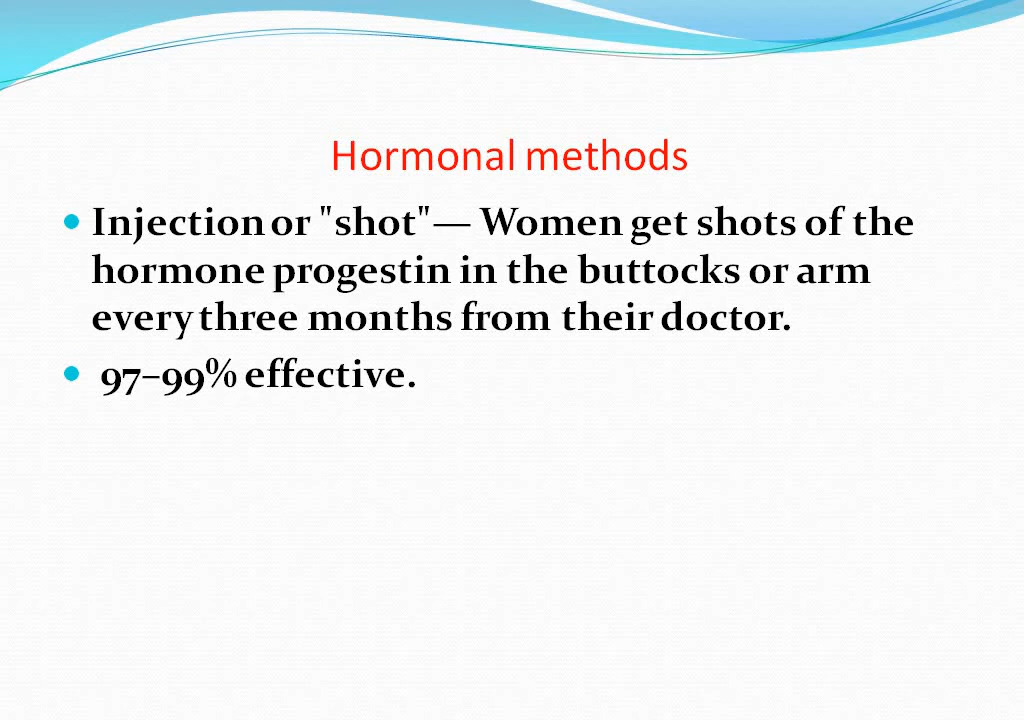 Hormonal methods
• Injection or "shot"— Women get shots of the
hormone progestin in the buttocks or arm
every three months from their doctor.
• 97–99% effective.